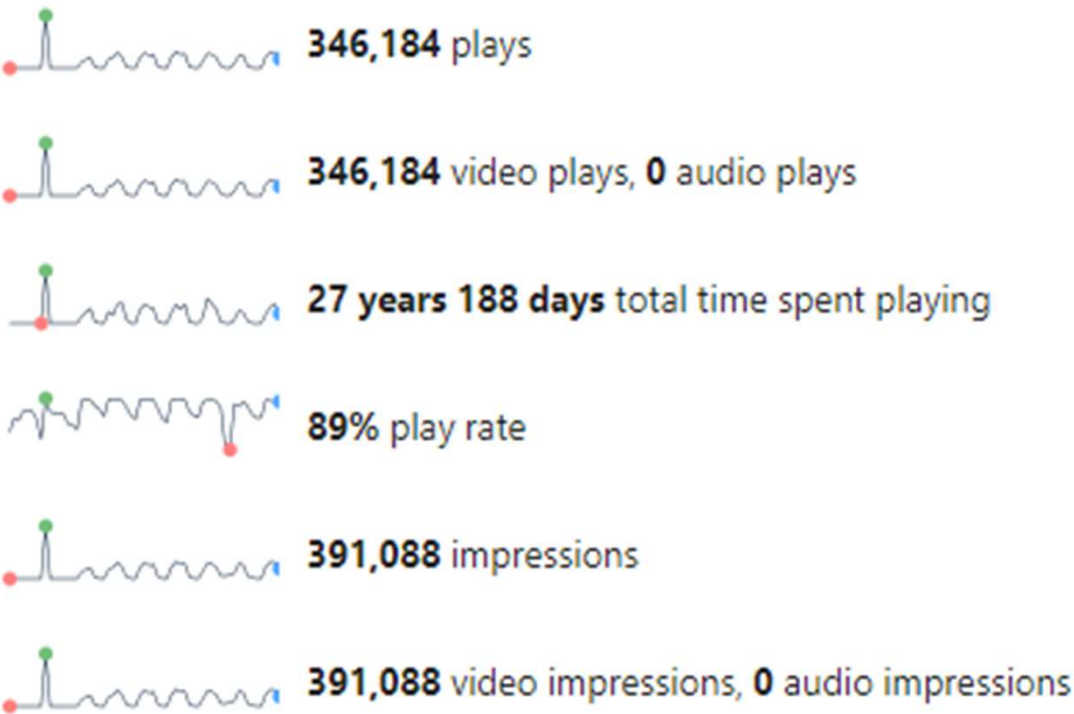 346,184 plays
346,184 video plays, 0 audio plays
27 years 188 days total time spent playing
89% play rate
391,088 impressions
391,088 video impressions, 0 audio impressions